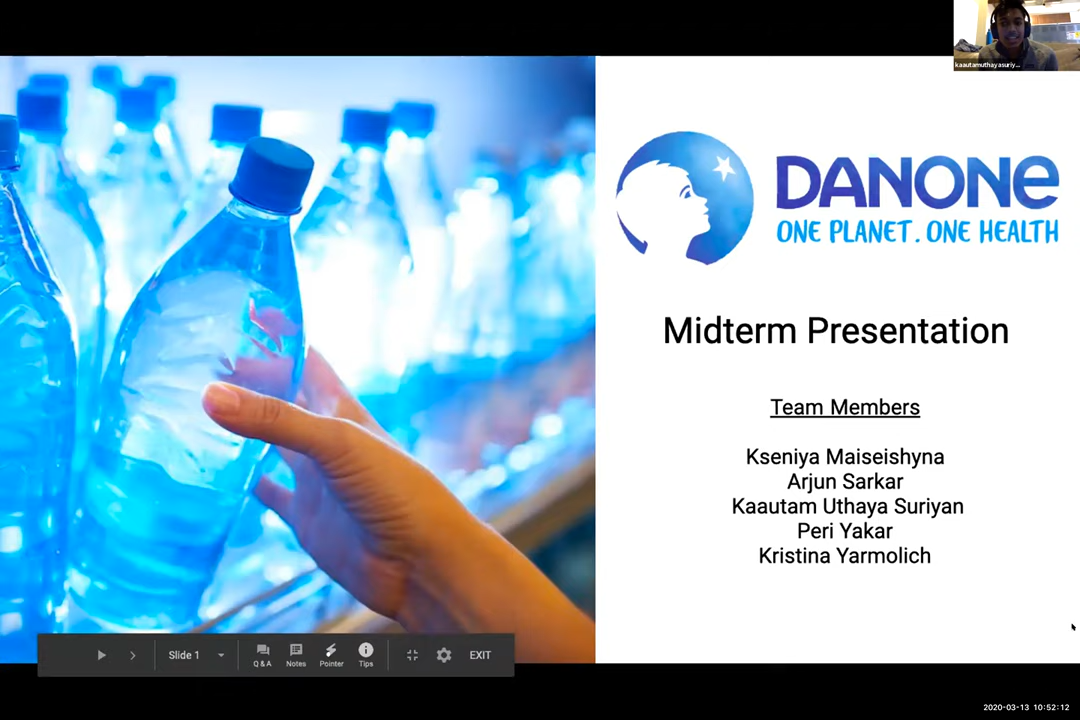 kaautamuthayasuriy...
DANONE
ONE PLANET. ONE HEALTH
Midterm Presentation
Team Members
Kseniya Maiseishyna
Arjun Sarkar
Kaautam Uthaya Suriyan
Peri Yakar
Kristina Yarmolich
Slide 1
Q & A
Notes
Pointer
Tips
EXIT
2020-03-13 10:52:12